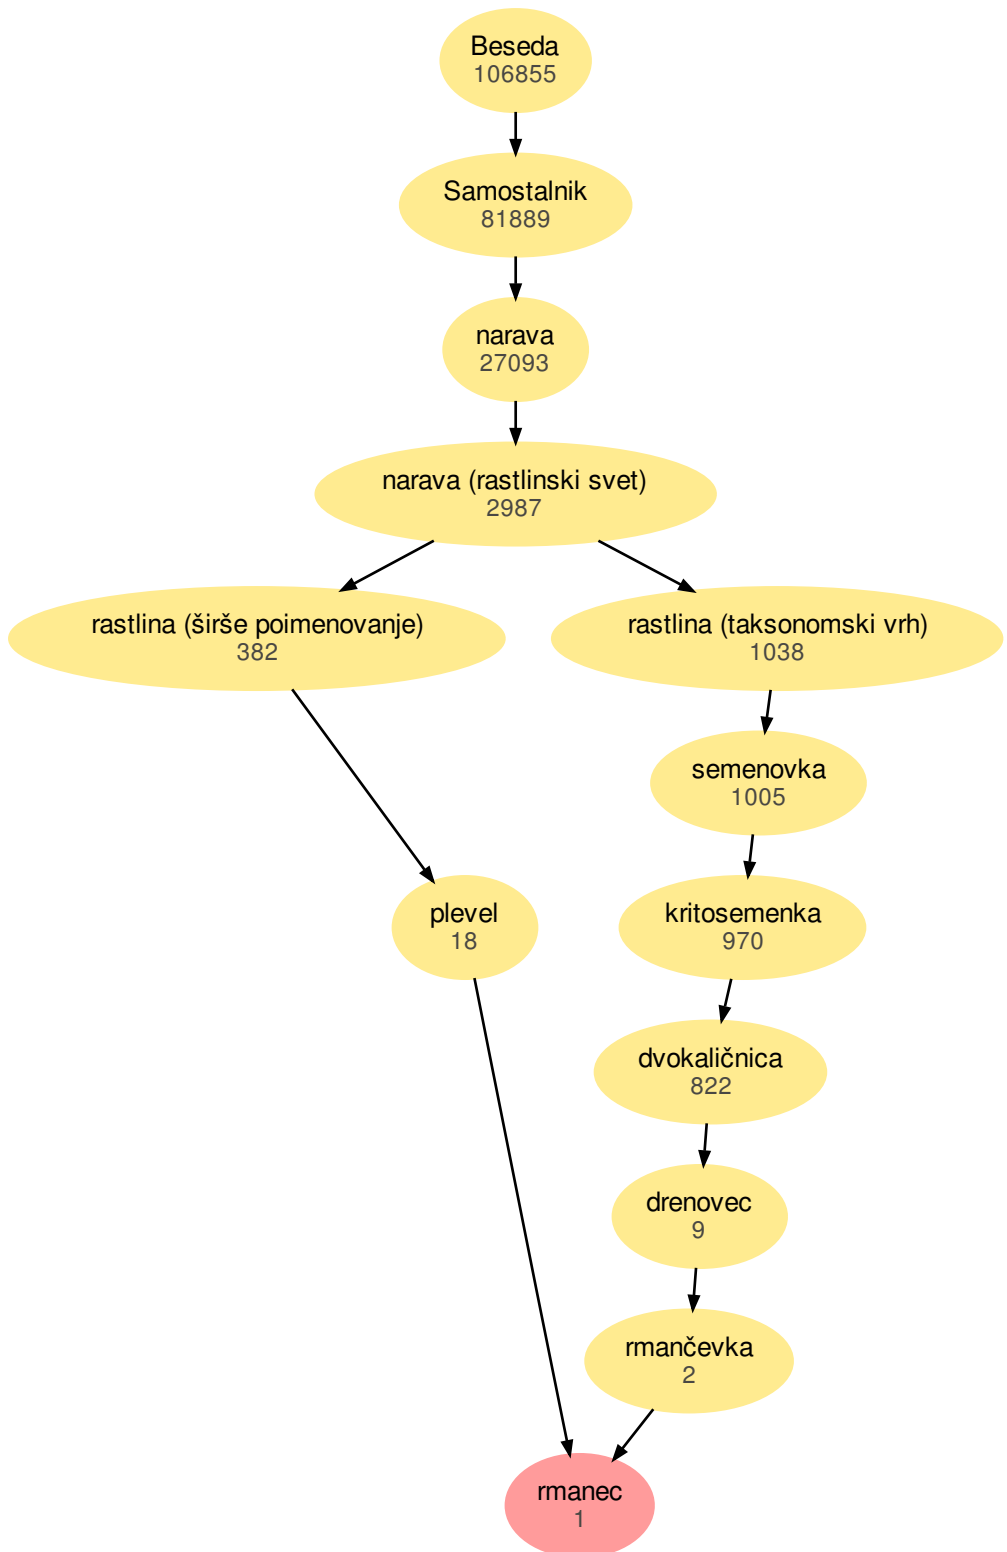 Beseda
106855
Samostalnik
81889
narava
27093
narava (rastlinski svet)
2987
rastlina (širše poimenovanje)
382
rastlina (taksonomski vrh)
1038
semenovka
1005
plevel
18
kritosemenka
970
dvokaličnica
822
drenovec
9
rmančevka
2
rmanec
1